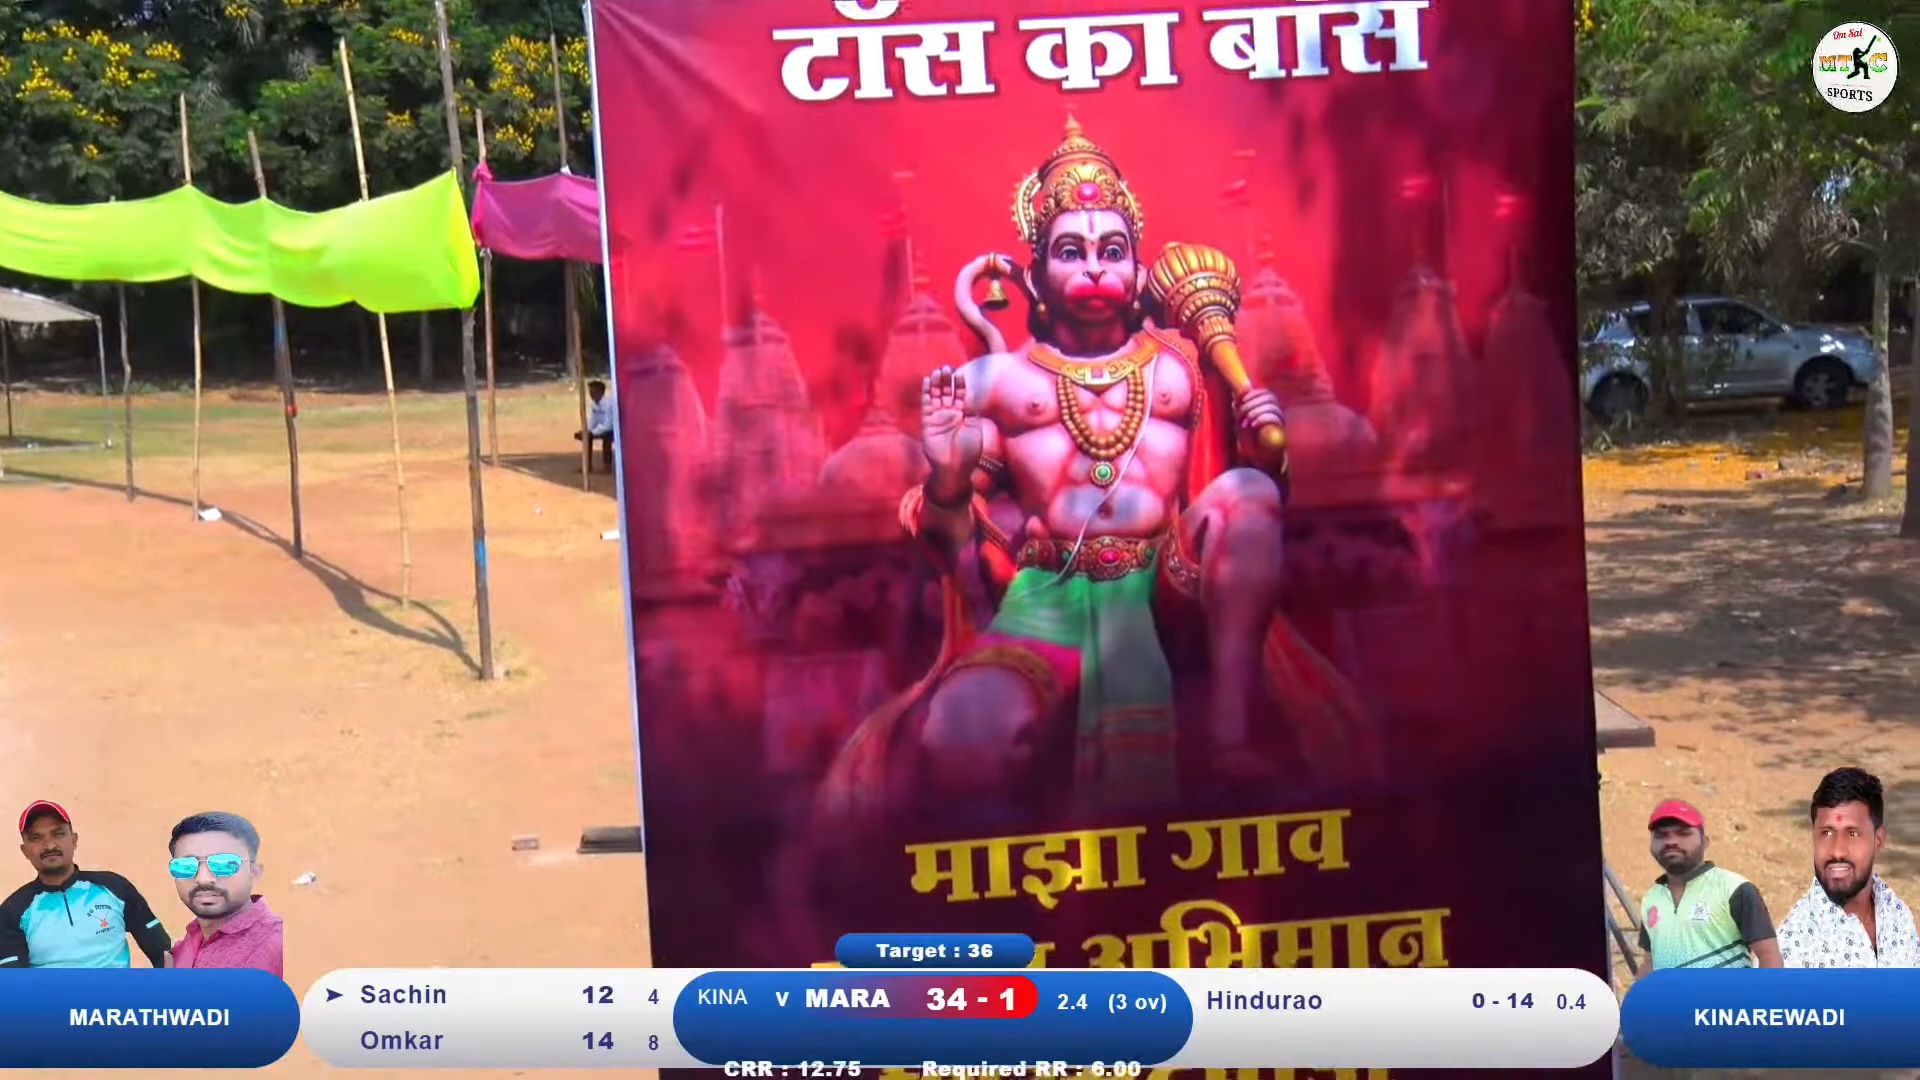 टॉस का बॉस
Om Sai
MTCC
SPORTS
माझा गाव
अभिमान
Target : 36
MARATHWADI
Sachin 12 4
Omkar 14 8
KINA v MARA 34 - 1 2.4 (3 ov)
CRR : 12.75 Required RR : 6.00
Hindurao 0 - 14 0.4
KINAREWADI